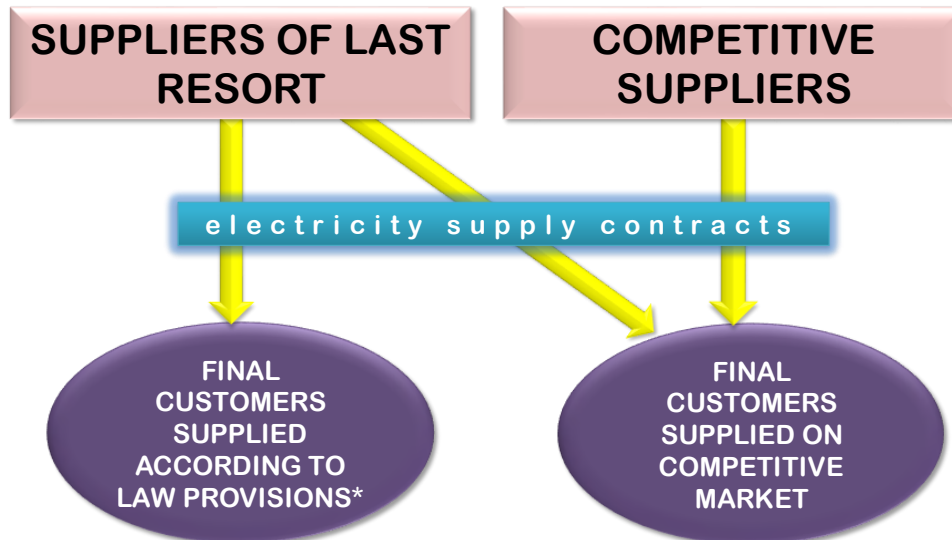 SUPPLIERS OF LAST
RESORT
COMPETITIVE
SUPPLIERS
electricity supply contracts
FINAL
CUSTOMERS
SUPPLIED
ACCORDING TO
LAW PROVISIONS*
FINAL
CUSTOMERS
SUPPLIED ON
COMPETITIVE
MARKET